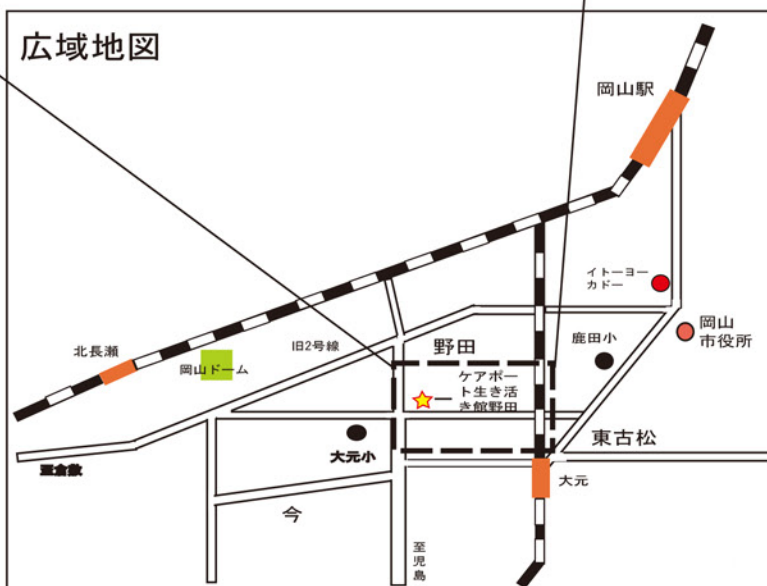 広域地図
岡山駅
イトーヨー
カドー
岡山
市役所
北長瀬
岡山ドーム
旧2号線
野田
鹿田小
ケアポー
ト生き活
き館野田
東古松
大元小
至倉敷
大元
今
至児島